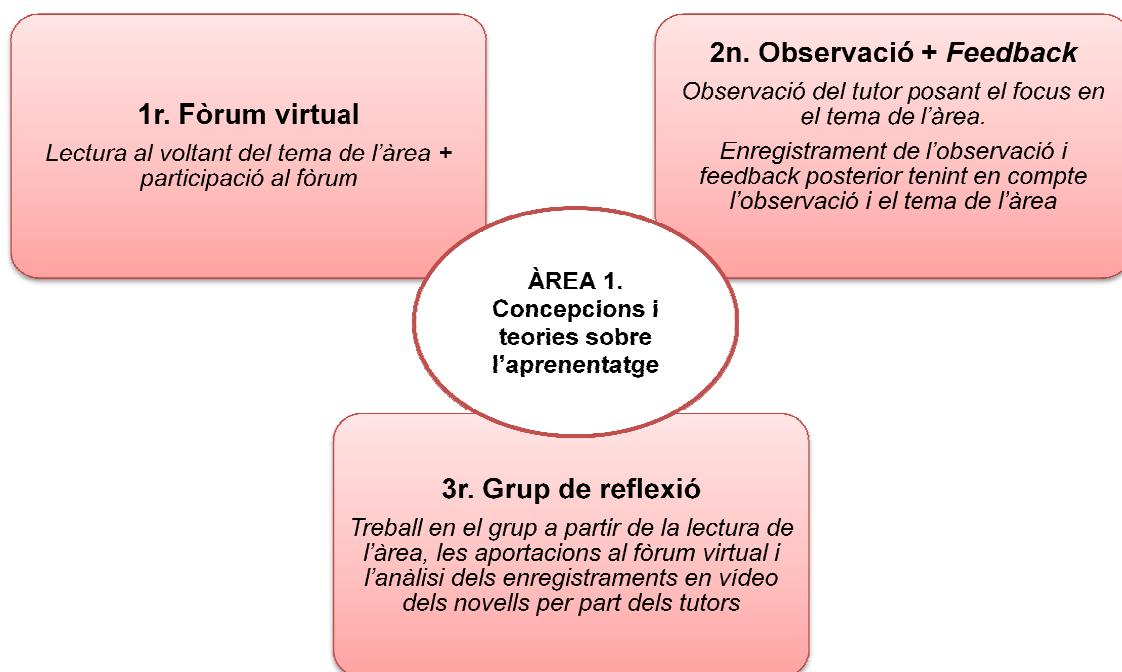 1r. Fòrum virtual
Lectura al voltant del tema de l’àrea +
participació al fòrum
2n. Observació + Feedback
Observació del tutor posant el focus en
el tema de l’àrea.
Enregistrament de l’observació i
feedback posterior tenint en compte
l’observació i el tema de l’àrea
ÀREA 1.
Concepcions i
teories sobre
l’aprenentatge
3r. Grup de reflexió
Treball en el grup a partir de la lectura de
l’àrea, les aportacions al fòrum virtual i
l’anàlisi dels enregistraments en vídeo
dels novells per part dels tutors